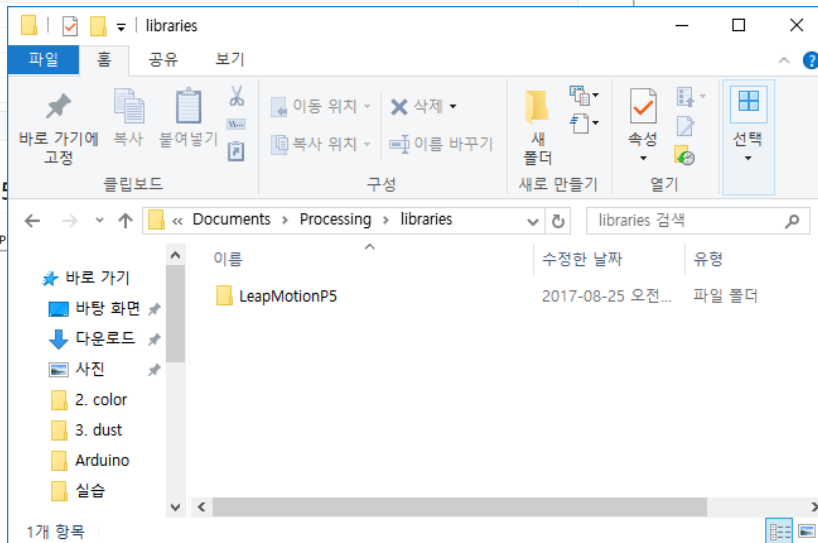 libraries
파일 홈 공유 보기
바로 가기에
고정
복사
붙여넣기
이동 위치
복사 위치
삭제
이름 바꾸기
새
폴더
속성
선택
클립보드
구성
새로 만들기
열기
« Documents > Processing > libraries
libraries 검색
이름 수정한 날짜 유형
LeapMotionP5 2017-08-25 오전... 파일 폴더
바로 가기
바탕 화면
다운로드
사진
2. color
3. dust
Arduino
실습
1개 항목